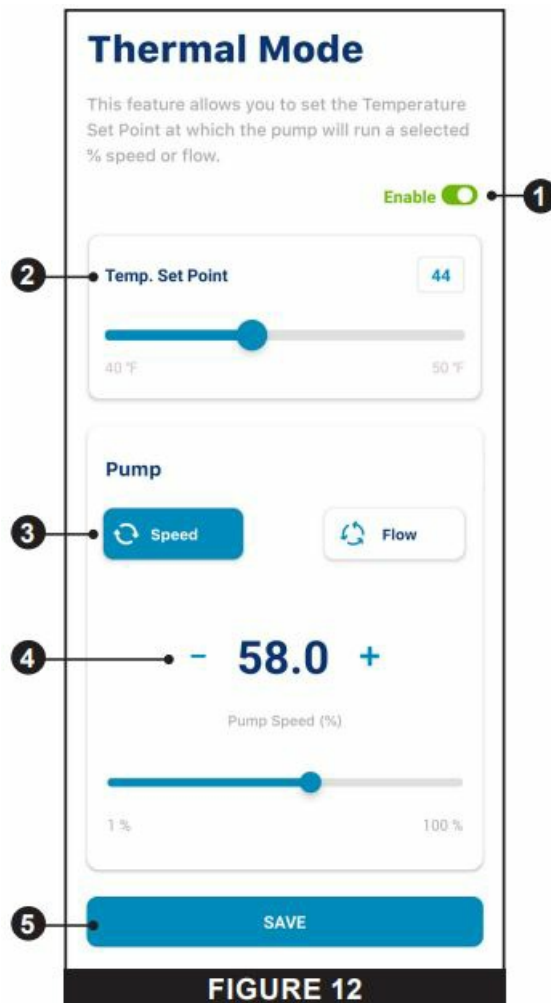 Thermal Mode
This feature allows you to set the Temperature
Set Point at which the pump will run a selected
% speed or flow.
Enable
1
2
Temp. Set Point
44
40 °F
50 °F
Pump
3
Speed
Flow
4
- 58.0 +
Pump Speed (%)
1 %
100 %
5
SAVE
FIGURE 12